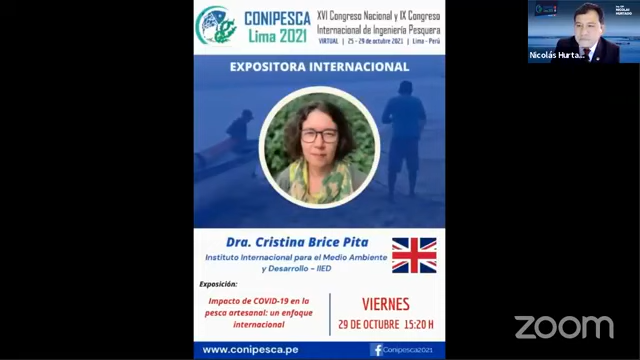 CONIPESCA
Lima 2021
XVI Congreso Nacional y IX Congreso
Internacional de Ingeniería Pesquera
VIRTUAL | 25 - 29 de octubre 2021 | Lima - Perú
EXPOSITORA INTERNACIONAL
Dra. Cristina Brice Pita
Instituto Internacional para el Medio Ambiente
y Desarrollo - IIED
Exposición:
Impacto de COVID-19 en la
pesca artesanal: un enfoque
internacional
VIERNES
29 DE OCTUBRE 15:20 H
www.conipesca.pe
Conipesca2021
Nicolás Hurta...
zoom